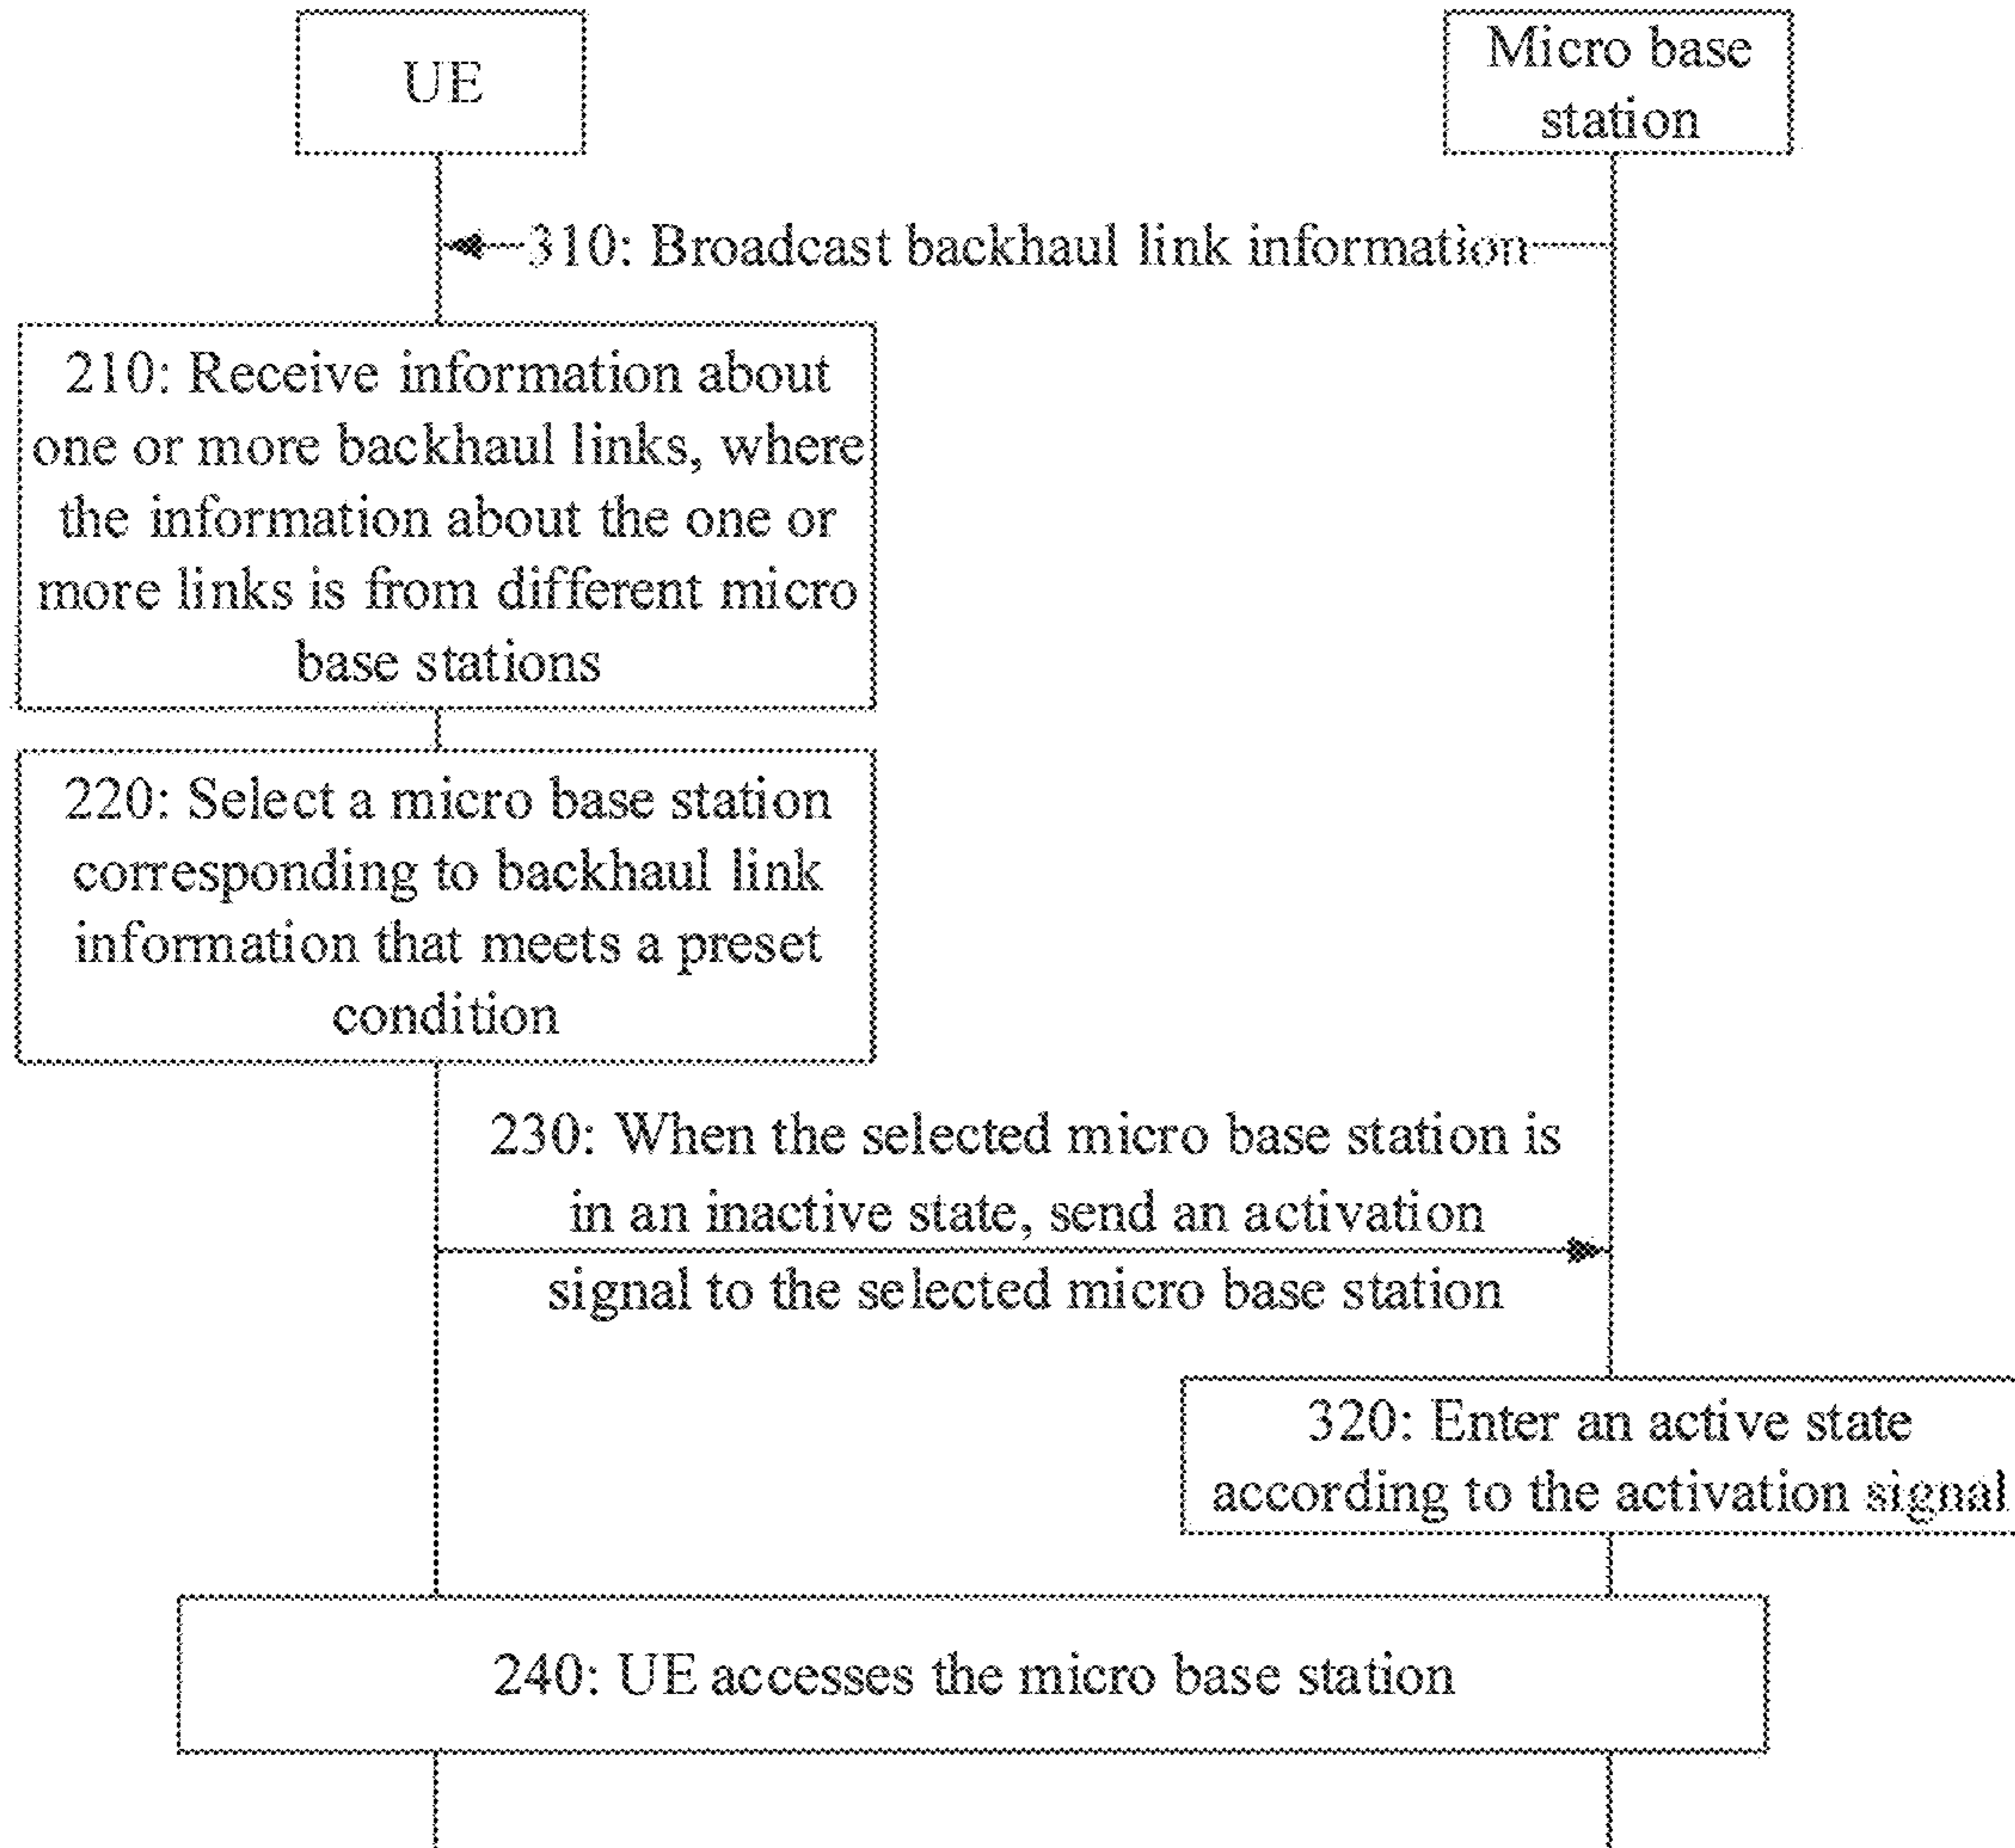 UE
Micro base
station
310: Broadcast backhaul link information
210: Receive information about
one or more backhaul links, where
the information about the one or
more links is from different micro
base stations
220: Select a micro base station
corresponding to backhaul link
information that meets a preset
condition
230: When the selected micro base station is
in an inactive state, send an activation
signal to the selected micro base station
320: Enter an active state
according to the activation signal
240: UE accesses the micro base station